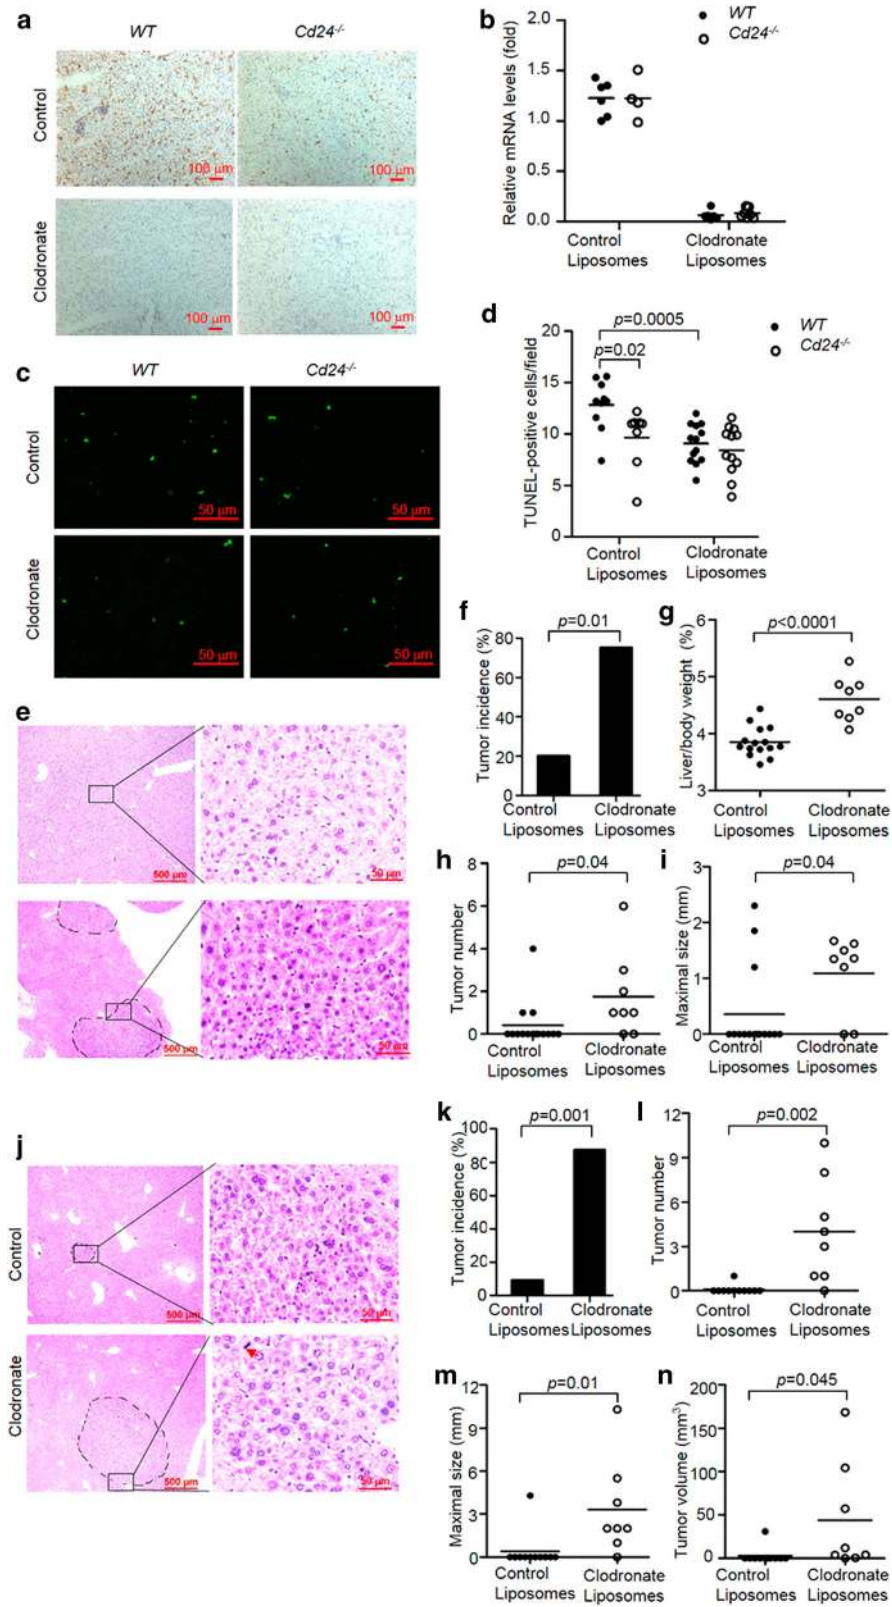 a
WT
Cd24-/-
Control
100 μm
100 μm
Clodronate
100 μm
100 μm
b
WT
Cd24-/-
Relative mRNA levels (fold)
2.0
1.5
1.0
0.5
0.0
Control
Liposomes
Clodronate
Liposomes
c
WT
Cd24-/-
Control
50 μm
50 μm
Clodronate
50 μm
50 μm
d
WT
Cd24-/-
p=0.0005
p=0.02
TUNEL-positive cells/field
20
15
10
5
0
Control
Liposomes
Clodronate
Liposomes
e
500 μm
50 μm
500 μm
50 μm
f
p=0.01
Tumor incidence (%)
80
60
40
20
0
Control
Liposomes
Clodronate
Liposomes
g
p<0.0001
Liver/body weight (%)
6
5
4
3
Control
Liposomes
Clodronate
Liposomes
h
p=0.04
Tumor number
8
6
4
2
0
Control
Liposomes
Clodronate
Liposomes
i
p=0.04
Maximal size (mm)
3
2
1
0
Control
Liposomes
Clodronate
Liposomes
j
Control
500 μm
50 μm
Clodronate
500 μm
50 μm
k
p=0.001
Tumor incidence (%)
100
80
60
40
20
0
Control
Liposomes
Clodronate
Liposomes
l
p=0.002
Tumor number
12
9
6
3
0
Control
Liposomes
Clodronate
Liposomes
m
p=0.01
Maximal size (mm)
12
9
6
3
0
Control
Liposomes
Clodronate
Liposomes
n
p=0.045
Tumor volume (mm3)
200
150
100
50
0
Control
Liposomes
Clodronate
Liposomes